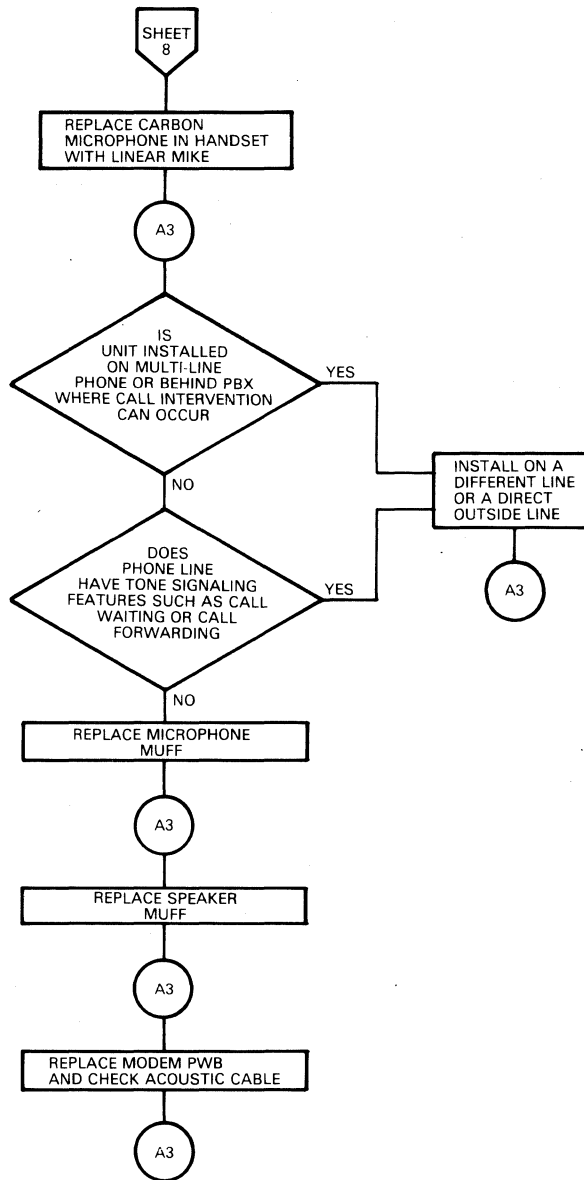 SHEET
8
REPLACE CARBON
MICROPHONE IN HANDSET
WITH LINEAR MIKE
A3
IS
UNIT INSTALLED
ON MULTI-LINE
PHONE OR BEHIND PBX
WHERE CALL INTERVENTION
CAN OCCUR
YES
NO
INSTALL ON A
DIFFERENT LINE
OR A DIRECT
OUTSIDE LINE
A3
DOES
PHONE LINE
HAVE TONE SIGNALING
FEATURES SUCH AS CALL
WAITING OR CALL
FORWARDING
YES
NO
REPLACE MICROPHONE
MUFF
A3
REPLACE SPEAKER
MUFF
A3
REPLACE MODEM PWB
AND CHECK ACOUSTIC CABLE
A3